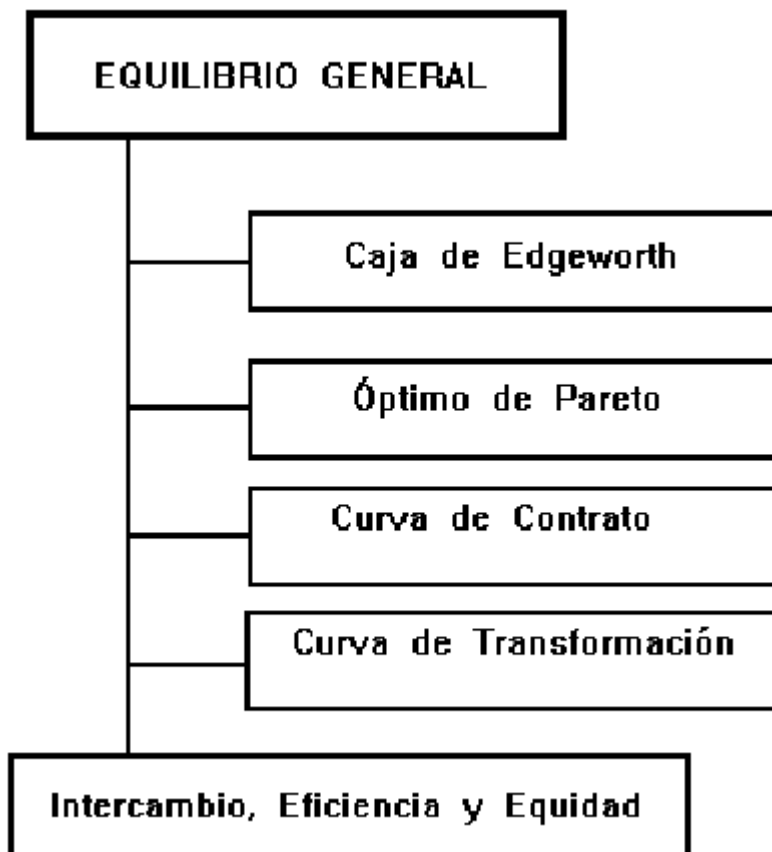 EQUILIBRIO GENERAL
Caja de Edgeworth
Óptimo de Pareto
Curva de Contrato
Curva de Transformación
Intercambio, Eficiencia y Equidad